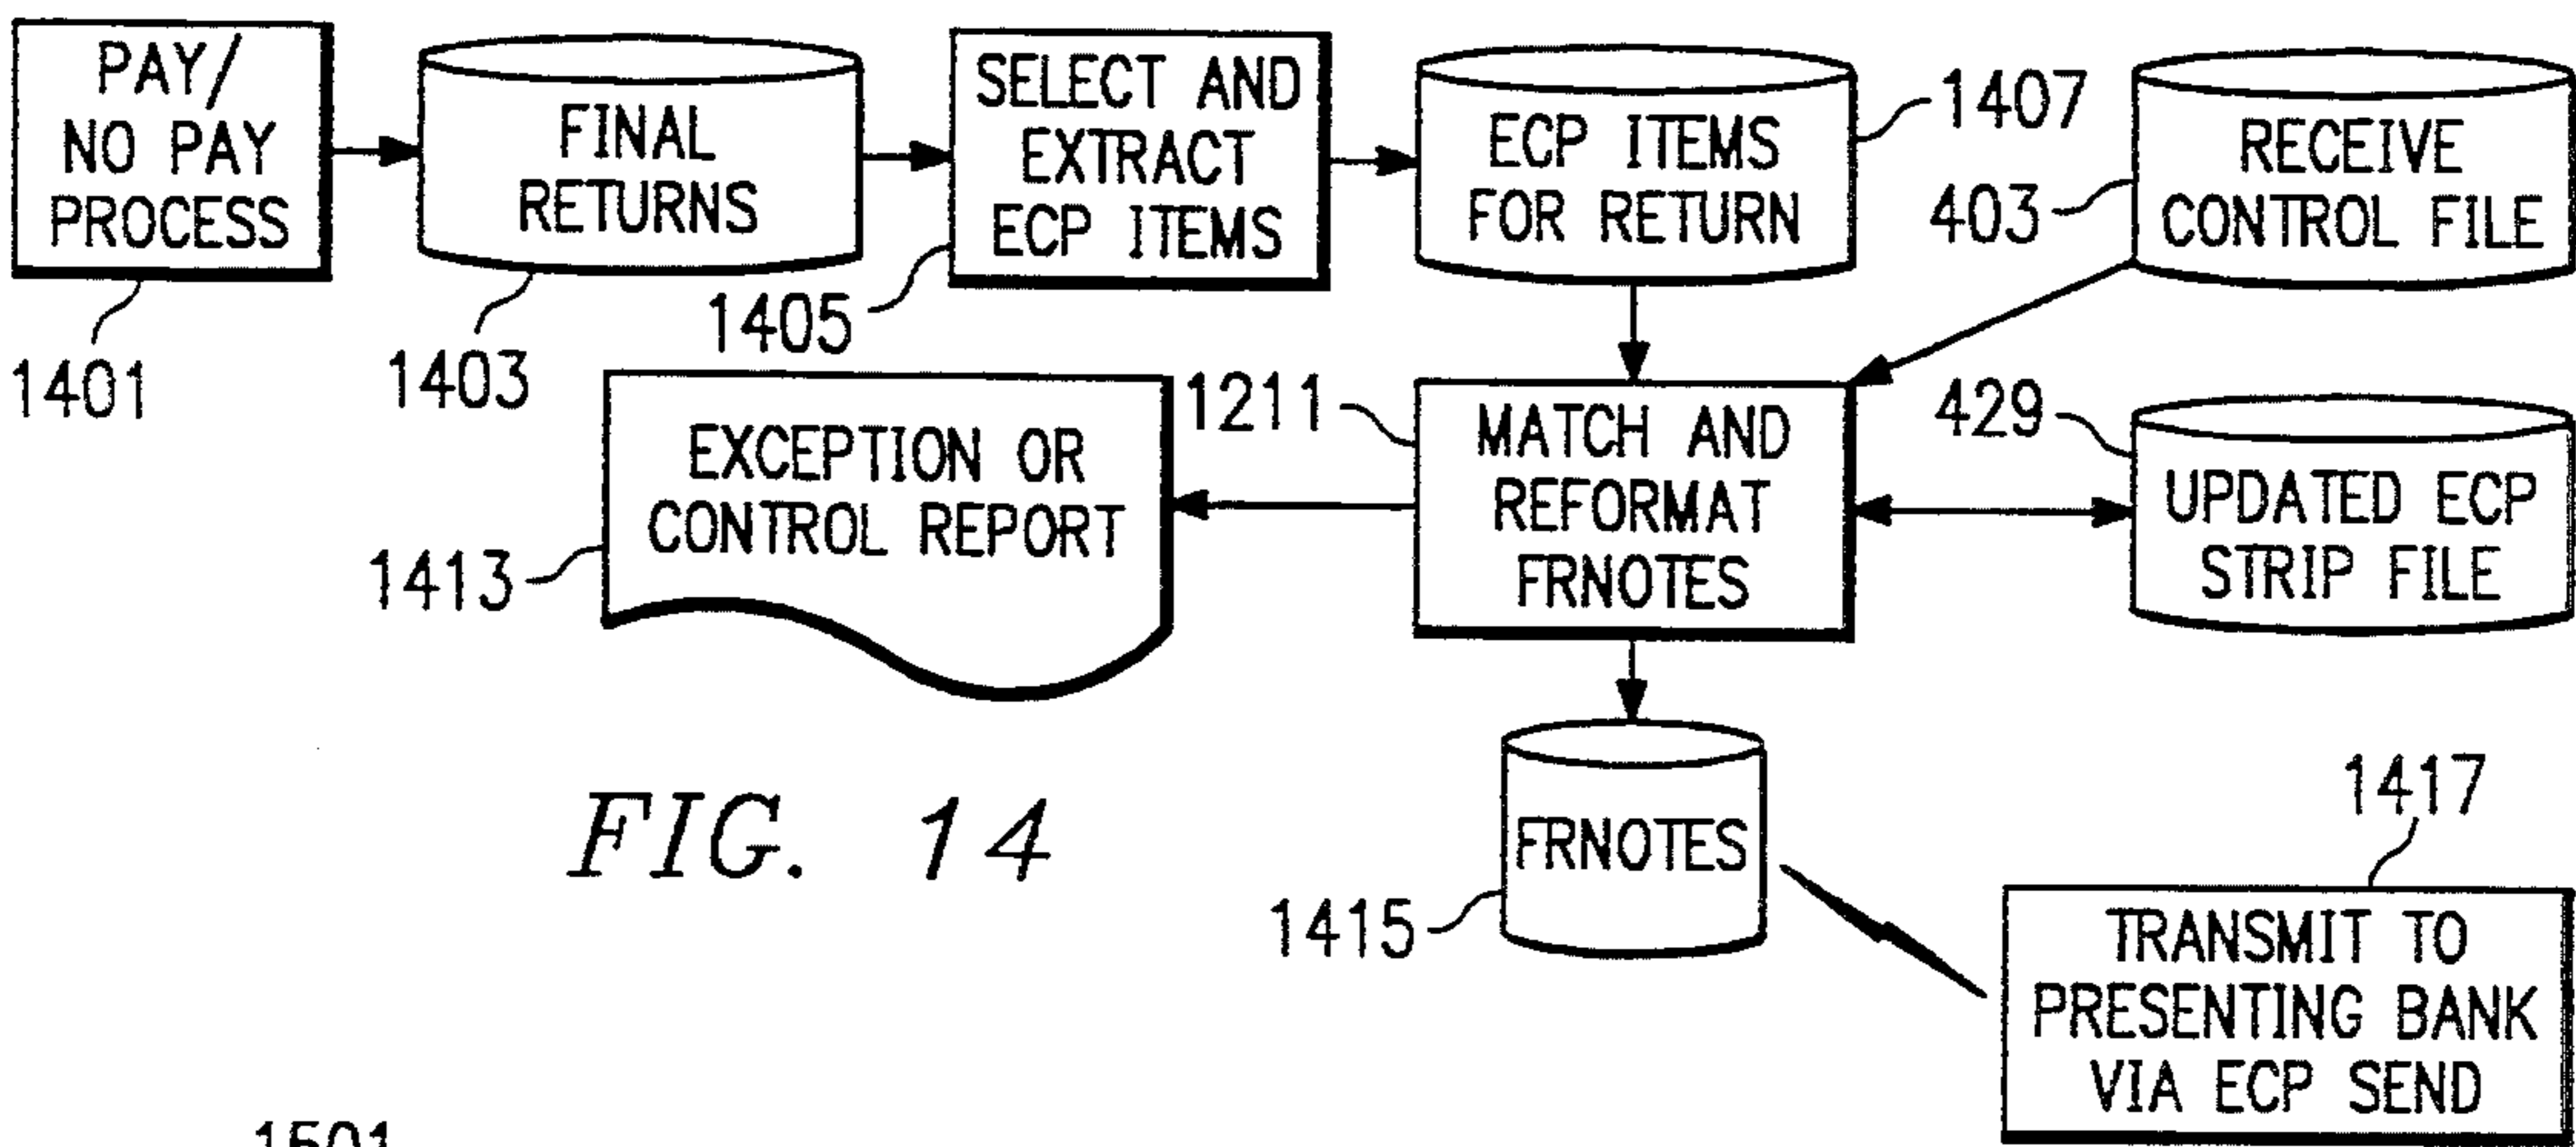 PAY/
NO PAY
PROCESS
1401
FINAL
RETURNS
1403
SELECT AND
EXTRACT
ECP ITEMS
1405
ECP ITEMS
FOR RETURN
1407
RECEIVE
CONTROL FILE
403
EXCEPTION OR
CONTROL REPORT
1413
1211
MATCH AND
REFORMAT
FRNOTES
429
UPDATED ECP
STRIP FILE
FRNOTES
1415
1417
TRANSMIT TO
PRESENTING BANK
VIA ECP SEND
FIG. 14
1501